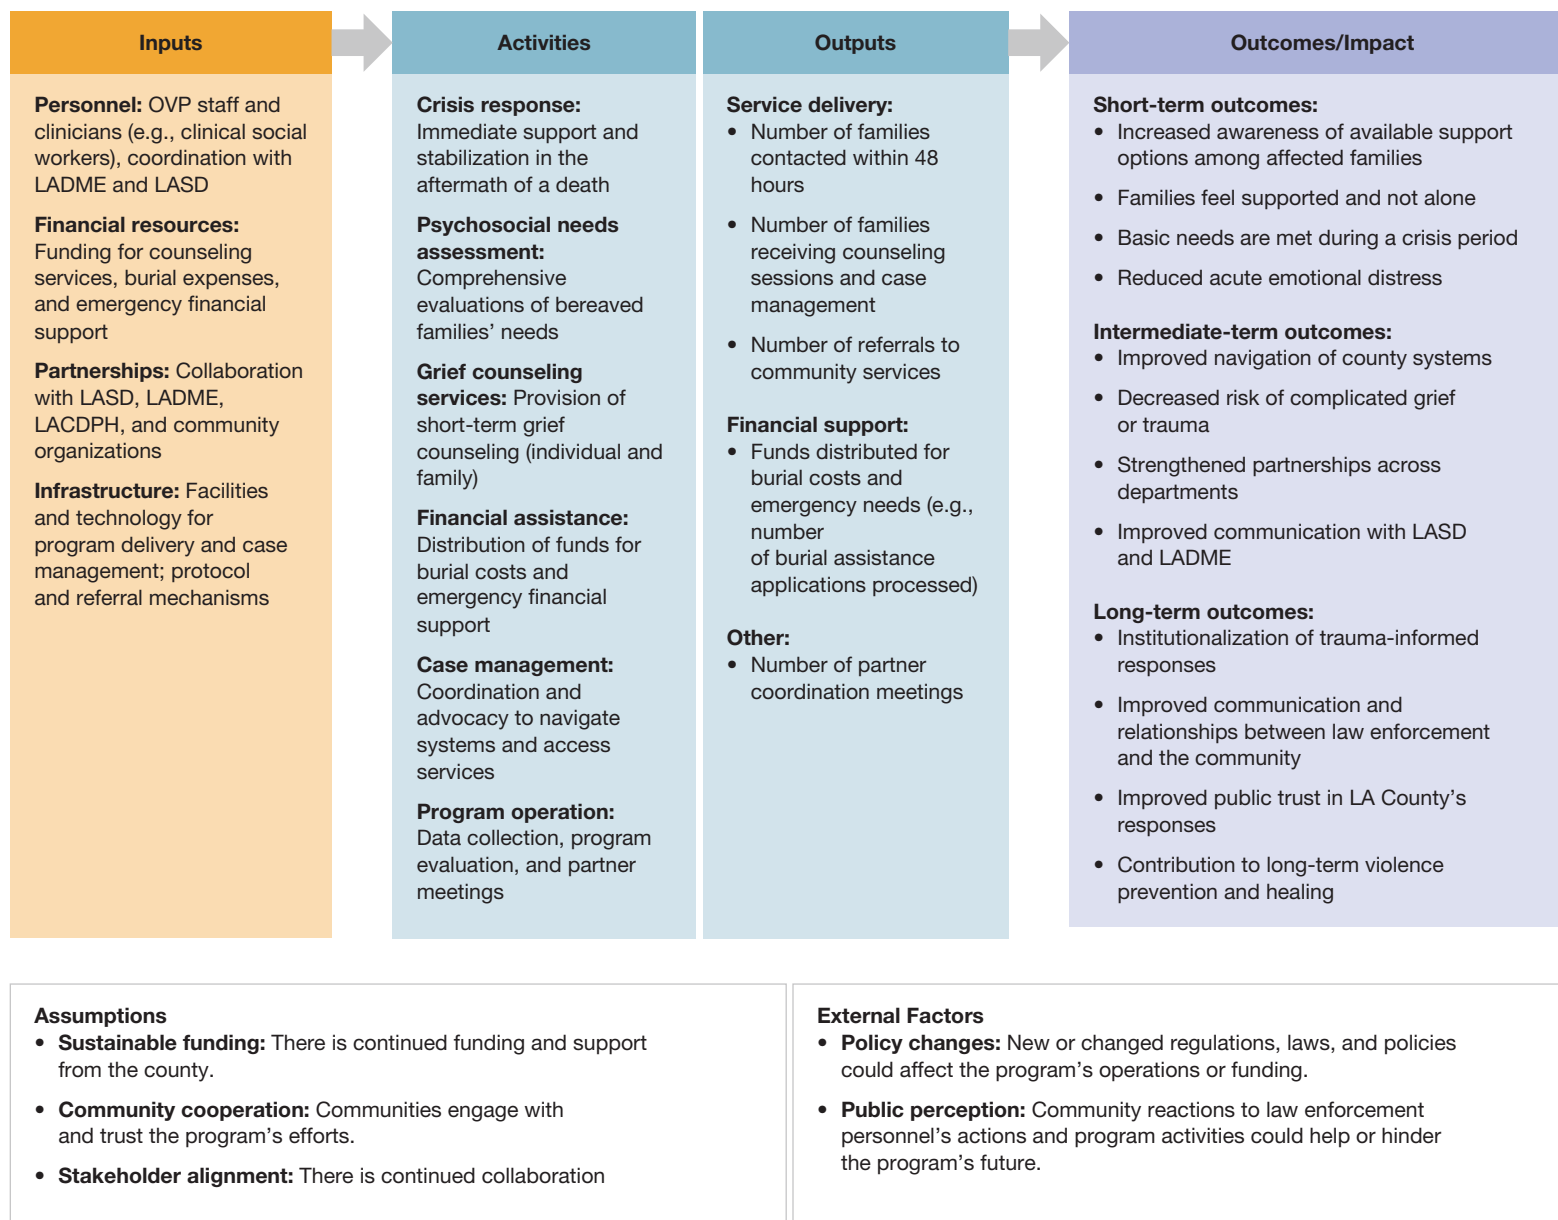 Inputs
Personnel: OVP staff and
clinicians (e.g., clinical social
workers), coordination with
LADME and LASD
Financial resources:
Funding for counseling
services, burial expenses,
and emergency financial
support
Partnerships: Collaboration
with LASD, LADME,
LACDPH, and community
organizations
Infrastructure: Facilities
and technology for
program delivery and case
management; protocol
and referral mechanisms
Activities
Crisis response:
Immediate support and
stabilization in the
aftermath of a death
Psychosocial needs
assessment:
Comprehensive
evaluations of bereaved
families’ needs
Grief counseling
services: Provision of
short-term grief
counseling (individual and
family)
Financial assistance:
Distribution of funds for
burial costs and
emergency financial
support
Case management:
Coordination and
advocacy to navigate
systems and access
services
Program operation:
Data collection, program
evaluation, and partner
meetings
Outputs
Service delivery:
• Number of families
contacted within 48
hours
• Number of families
receiving counseling
sessions and case
management
• Number of referrals to
community services
Financial support:
• Funds distributed for
burial costs and
emergency needs (e.g.,
number
of burial assistance
applications processed)
Other:
• Number of partner
coordination meetings
Outcomes/Impact
Short-term outcomes:
• Increased awareness of available support
options among affected families
• Families feel supported and not alone
• Basic needs are met during a crisis period
• Reduced acute emotional distress
Intermediate-term outcomes:
• Improved navigation of county systems
• Decreased risk of complicated grief
or trauma
• Strengthened partnerships across
departments
• Improved communication with LASD
and LADME
Long-term outcomes:
• Institutionalization of trauma-informed
responses
• Improved communication and
relationships between law enforcement
and the community
• Improved public trust in LA County’s
responses
• Contribution to long-term violence
prevention and healing
Assumptions
• Sustainable funding: There is continued funding and support
from the county.
• Community cooperation: Communities engage with
and trust the program’s efforts.
• Stakeholder alignment: There is continued collaboration
External Factors
• Policy changes: New or changed regulations, laws, and policies
could affect the program’s operations or funding.
• Public perception: Community reactions to law enforcement
personnel’s actions and program activities could help or hinder
the program’s future.